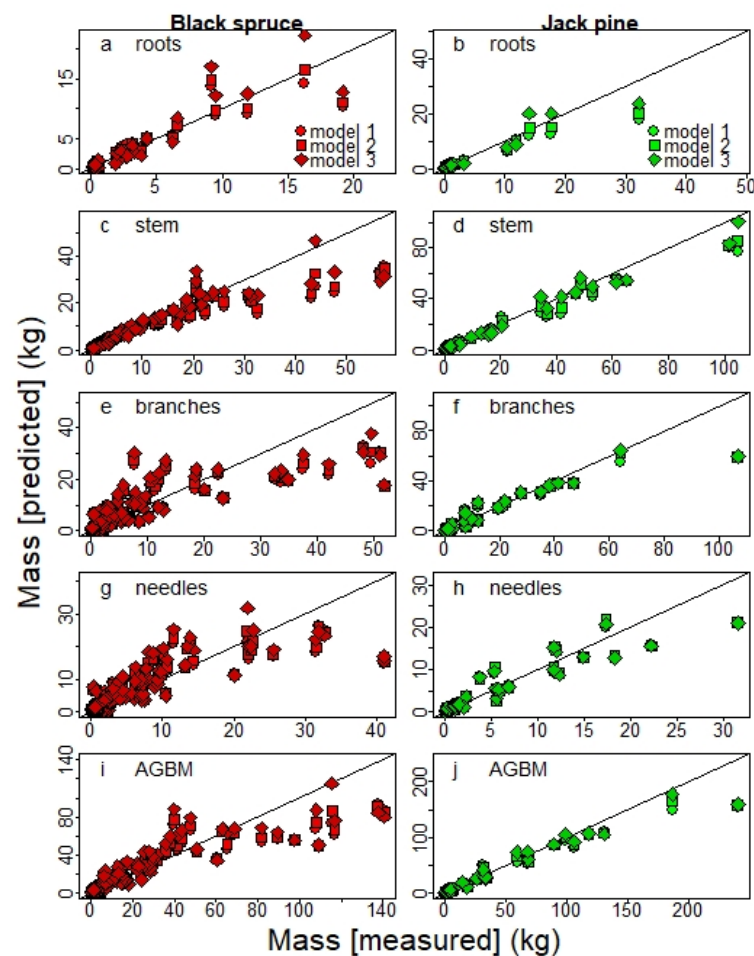 Black spruce Jack pine
a roots b roots
15
5
0
model 1
model 2
model 3
0 5 10 15 20
40
20
0
model 1
model 2
model 3
0 10 20 30 40 50
c stem d stem
40
20
0
0 10 20 30 40 50
80
40
0
0 20 40 60 80 100
e branches f branches
40
20
0
0 10 20 30 40 50
80
40
0
0 20 40 60 80 100
g needles h needles
30
10
0
0 10 20 30 40
30
20
10
0
0 5 10 15 20 25 30
i AGBM j AGBM
140
80
40
0
0 20 40 60 80 100 140
200
100
0
0 50 100 150 200
Mass [predicted] (kg)
Mass [measured] (kg)